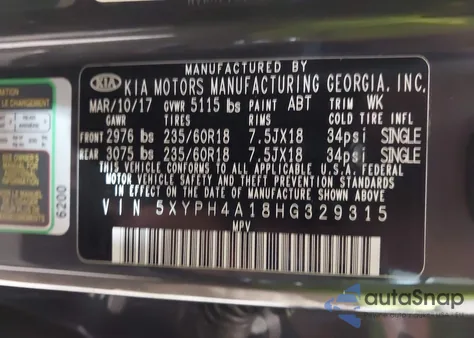 MANUFACTURED BY
KIA KIA MOTORS MANUFACTURING GEORGIA, INC.
MAR/10/17 GVWR 5115 lbs PAINT ABT TRIM WK
GAWR TIRES RIMS COLD TIRE INFL
FRONT 2976 lbs 235/60R18 7.5JX18 34psi SINGLE
REAR 3075 lbs 235/60R18 7.5JX18 34psi SINGLE
THIS VEHICLE CONFORMS TO ALL APPLICABLE U.S.A. FEDERAL
MOTOR VEHICLE SAFETY AND THEFT PREVENTION STANDARDS
IN EFFECT ON THE DATE OF MANUFACTURE SHOWN ABOVE.
VIN 5XYPH4A18HG329315
MPV
6200
autoSnap